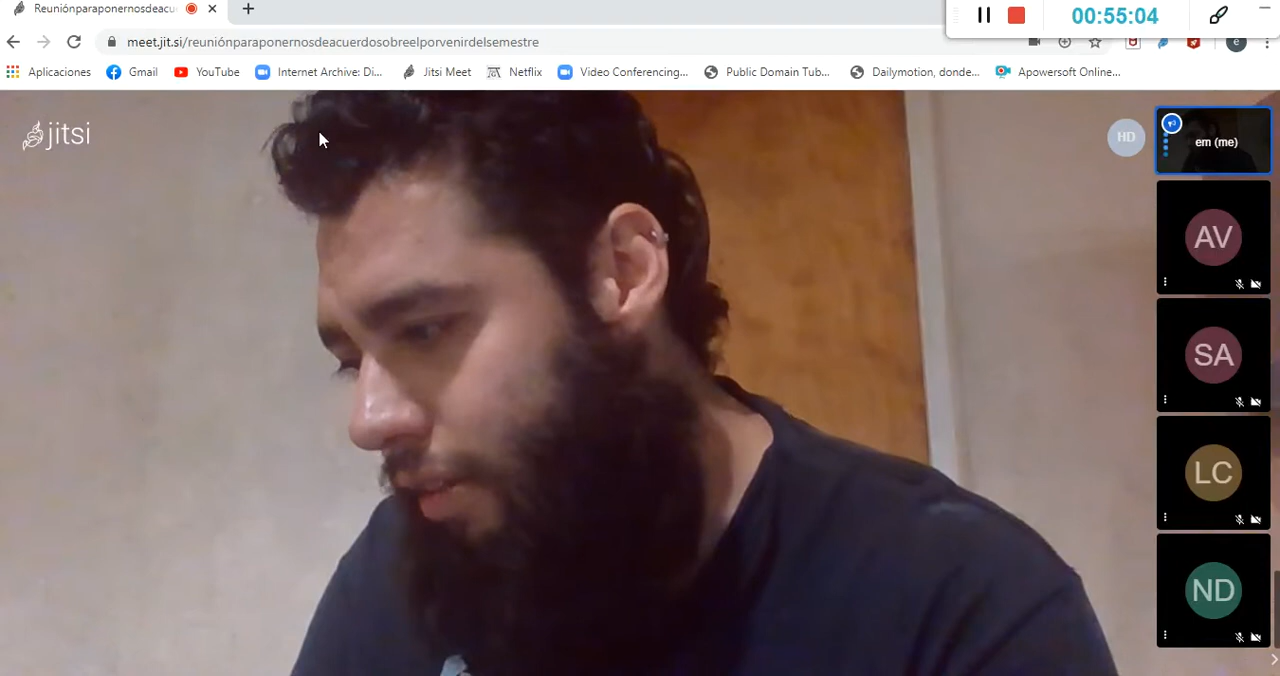 Reuniónparaponernosdeacu
00:55:04
meet.jit.si/reuniónparaponernosdeacuerdosobreelporvenirdelsemestre
e
Aplicaciones
Gmail
YouTube
Internet Archive: Di...
Jitsi Meet
Netflix
Video Conferencing...
Public Domain Tub...
Dailymotion, donde...
Apowersoft Online...
jitsi
HD
em (me)
AV
SA
LC
ND